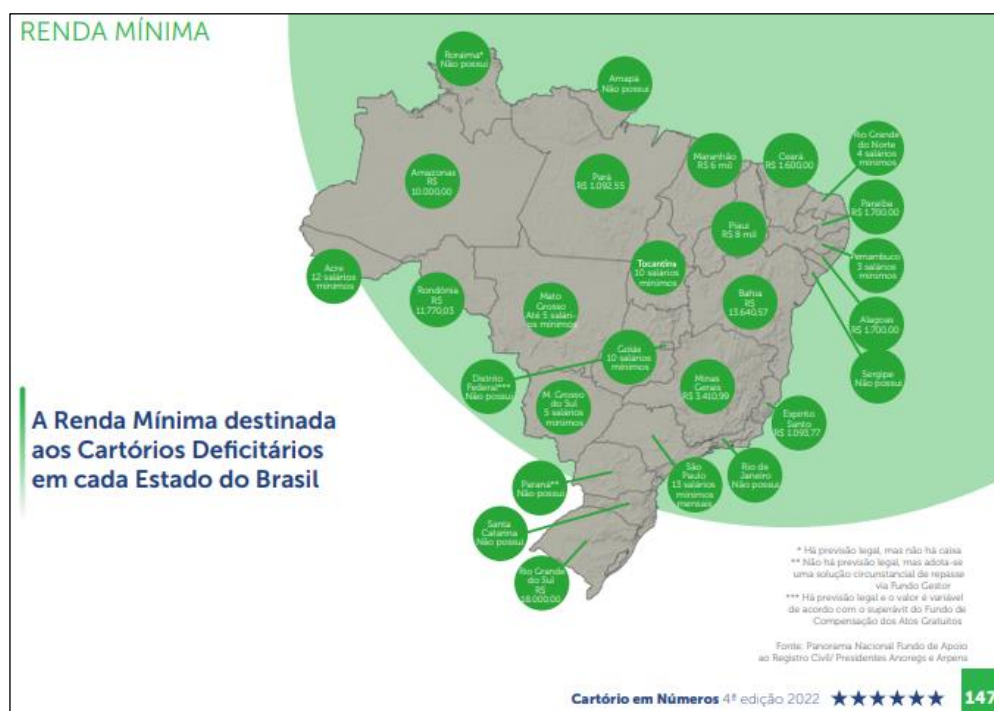 RENDA MÍNIMA
Roraima*
Não possui
Amapá
Não possui
Amazonas
R$
10.000,00
Pará
R$ 1.092,55
Maranhão
R$ 6 mil
Ceará
R$ 1.600,00
Rio Grande
do Norte
4 salários
mínimos
Paraíba
R$ 1.700,00
Piauí
R$ 8 mil
Pernambuco
3 salários
mínimos
Acre
12 salários
mínimos
Rondônia
R$
11.770,03
Mato
Grosso
Até 5 salári-
os mínimos
Tocantins
10 salários
mínimos
Bahia
R$
13.640,57
Alagoas
R$ 1.700,00
Sergipe
Não possui
Goiás
10 salários
mínimos
Distrito
Federal***
Não possui
M. Grosso
do Sul
5 salários
mínimos
Minas
Gerais
R$ 3.410,99
Espírito
Santo
R$ 1.093,77
A Renda Mínima destinada
aos Cartórios Deficitários
em cada Estado do Brasil
Paraná**
Não possui
São
Paulo
13 salários
mínimos
mensais
Rio de
Janeiro
Não possui
Santa
Catarina
Não possui
Rio Grande
do Sul
R$
18.000,00
* Há previsão legal, mas não há caixa
** Não há previsão legal, mas adota-se
uma solução circunstancial de repasse
via Fundo Gestor
*** Há previsão legal e o valor é variável
de acordo com o superávit do Fundo de
Compensação dos Atos Gratuitos
Fonte: Panorama Nacional Fundo de Apoio
ao Registro Civil/ Presidentes Anoregs e Arpens
Cartório em Números 4ª edição 2022
147